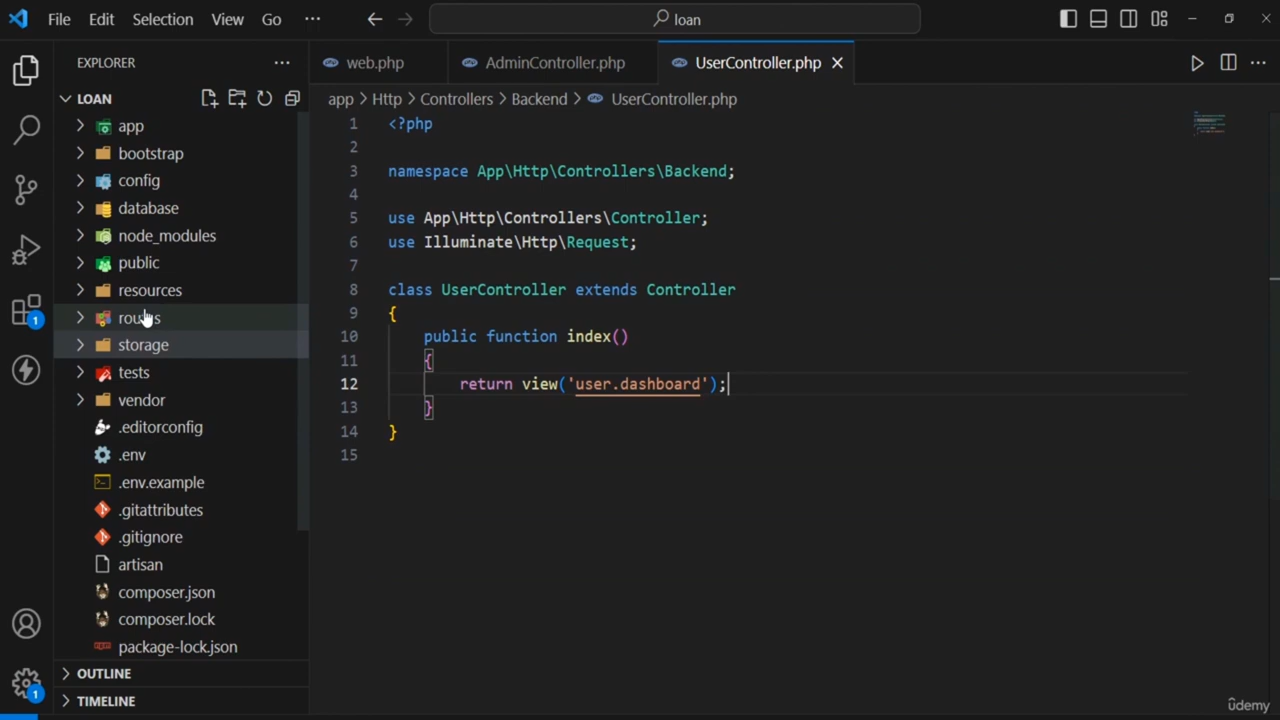 File Edit Selection View Go ··· loan
EXPLORER ···
LOAN
app
bootstrap
config
database
node_modules
public
resources
storage
tests
vendor
.editorconfig
.env
.env.example
.gitattributes
.gitignore
artisan
composer.json
composer.lock
package-lock.json
OUTLINE
TIMELINE
1
1
web.php AdminController.php UserController.php
app > Http > Controllers > Backend > UserController.php
1 <?php
2
3 namespace App\Http\Controllers\Backend;
4
5 use App\Http\Controllers\Controller;
6 use Illuminate\Http\Request;
7
8 class UserController extends Controller
9 {
10 public function index()
11 {
12 return view('user.dashboard');
13 }
14 }
15
ûdemy